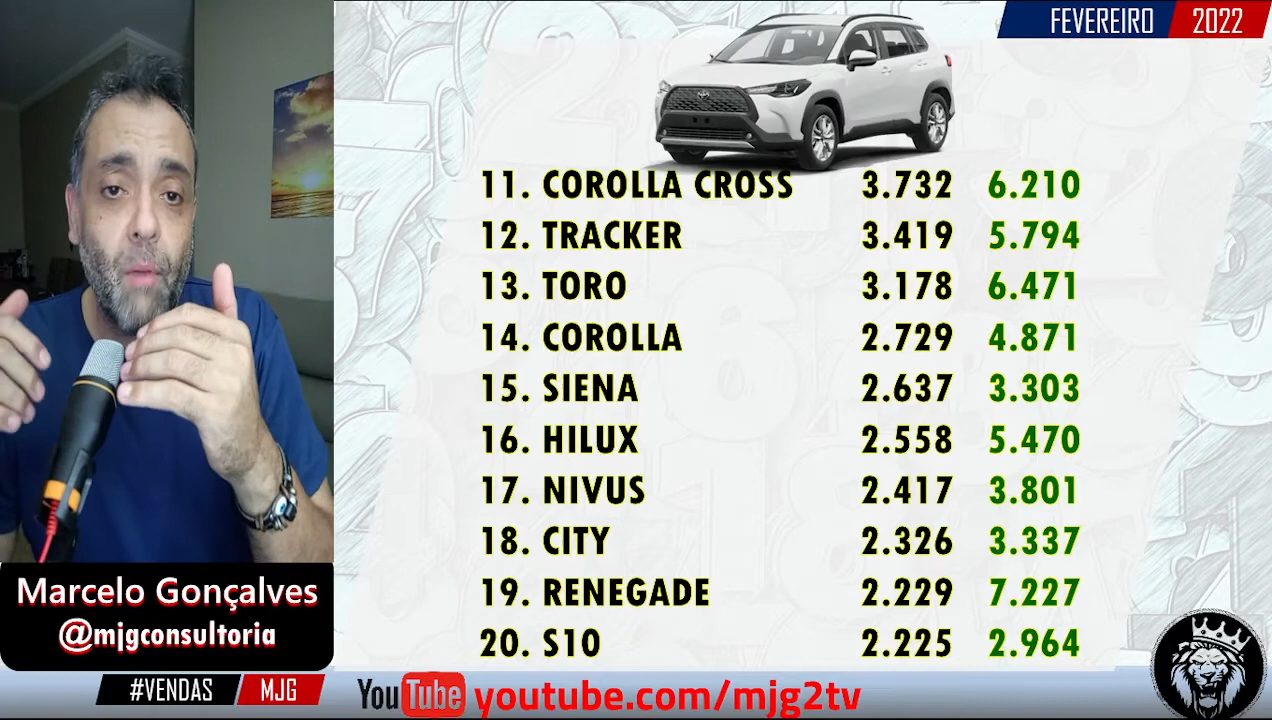 FEVEREIRO 2022
11. COROLLA CROSS 3.732 6.210
12. TRACKER 3.419 5.794
13. TORO 3.178 6.471
14. COROLLA 2.729 4.871
15. SIENA 2.637 3.303
16. HILUX 2.558 5.470
17. NIVUS 2.417 3.801
18. CITY 2.326 3.337
19. RENEGADE 2.229 7.227
20. S10 2.225 2.964
Marcelo Gonçalves
@mjgconsultoria
#VENDAS MJG YouTube youtube.com/mjg2tv